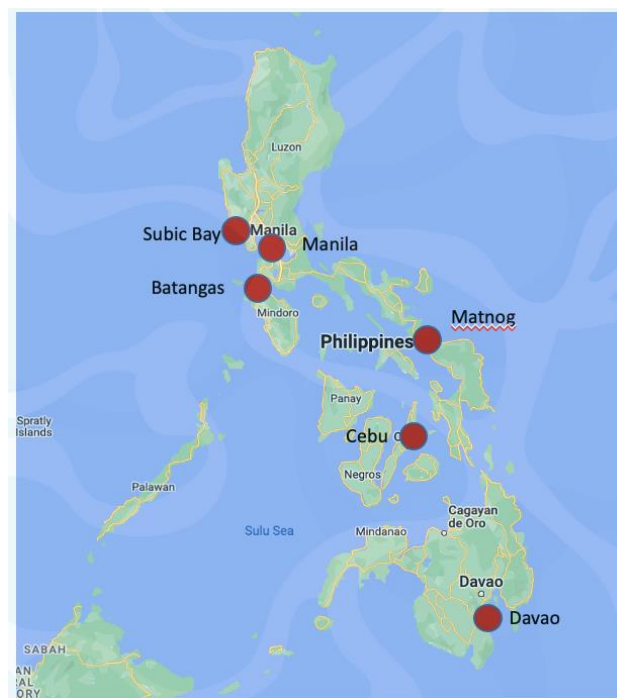 Luzon
Subic Bay
Manila
Manila
Batangas
Mindoro
Matnog
Philippines
Panay
Spratly
Islands
Cebu
Negros
Palawan
Cagayan
de Oro
Sulu Sea
Mindanao
Davao
Davao
SABAH